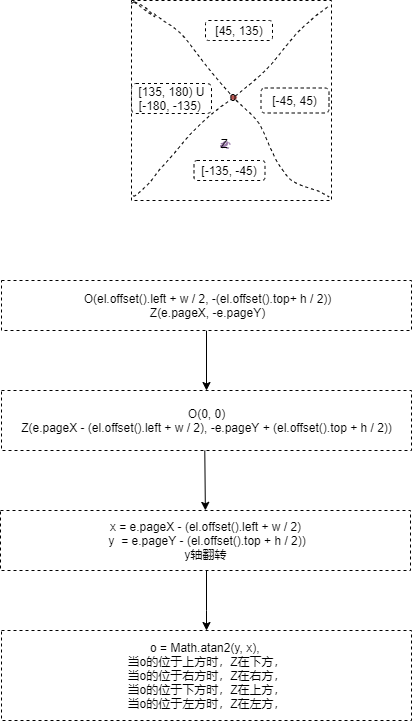 [45, 135)
[135, 180) U
[-180, -135)
[-45, 45)
Z
[-135, -45)
O(el.offset().left + w / 2, -(el.offset().top+ h / 2))
Z(e.pageX, -e.pageY)
O(0, 0)
Z(e.pageX - (el.offset().left + w / 2), -e.pageY + (el.offset().top + h / 2))
x = e.pageX - (el.offset().left + w / 2)
y = e.pageY - (el.offset().top + h / 2))
y轴翻转
o = Math.atan2(y, x),
当o的位于上方时，Z在下方，
当o的位于右方时，Z在右方，
当o的位于下方时，Z在上方，
当o的位于左方时，Z在左方，